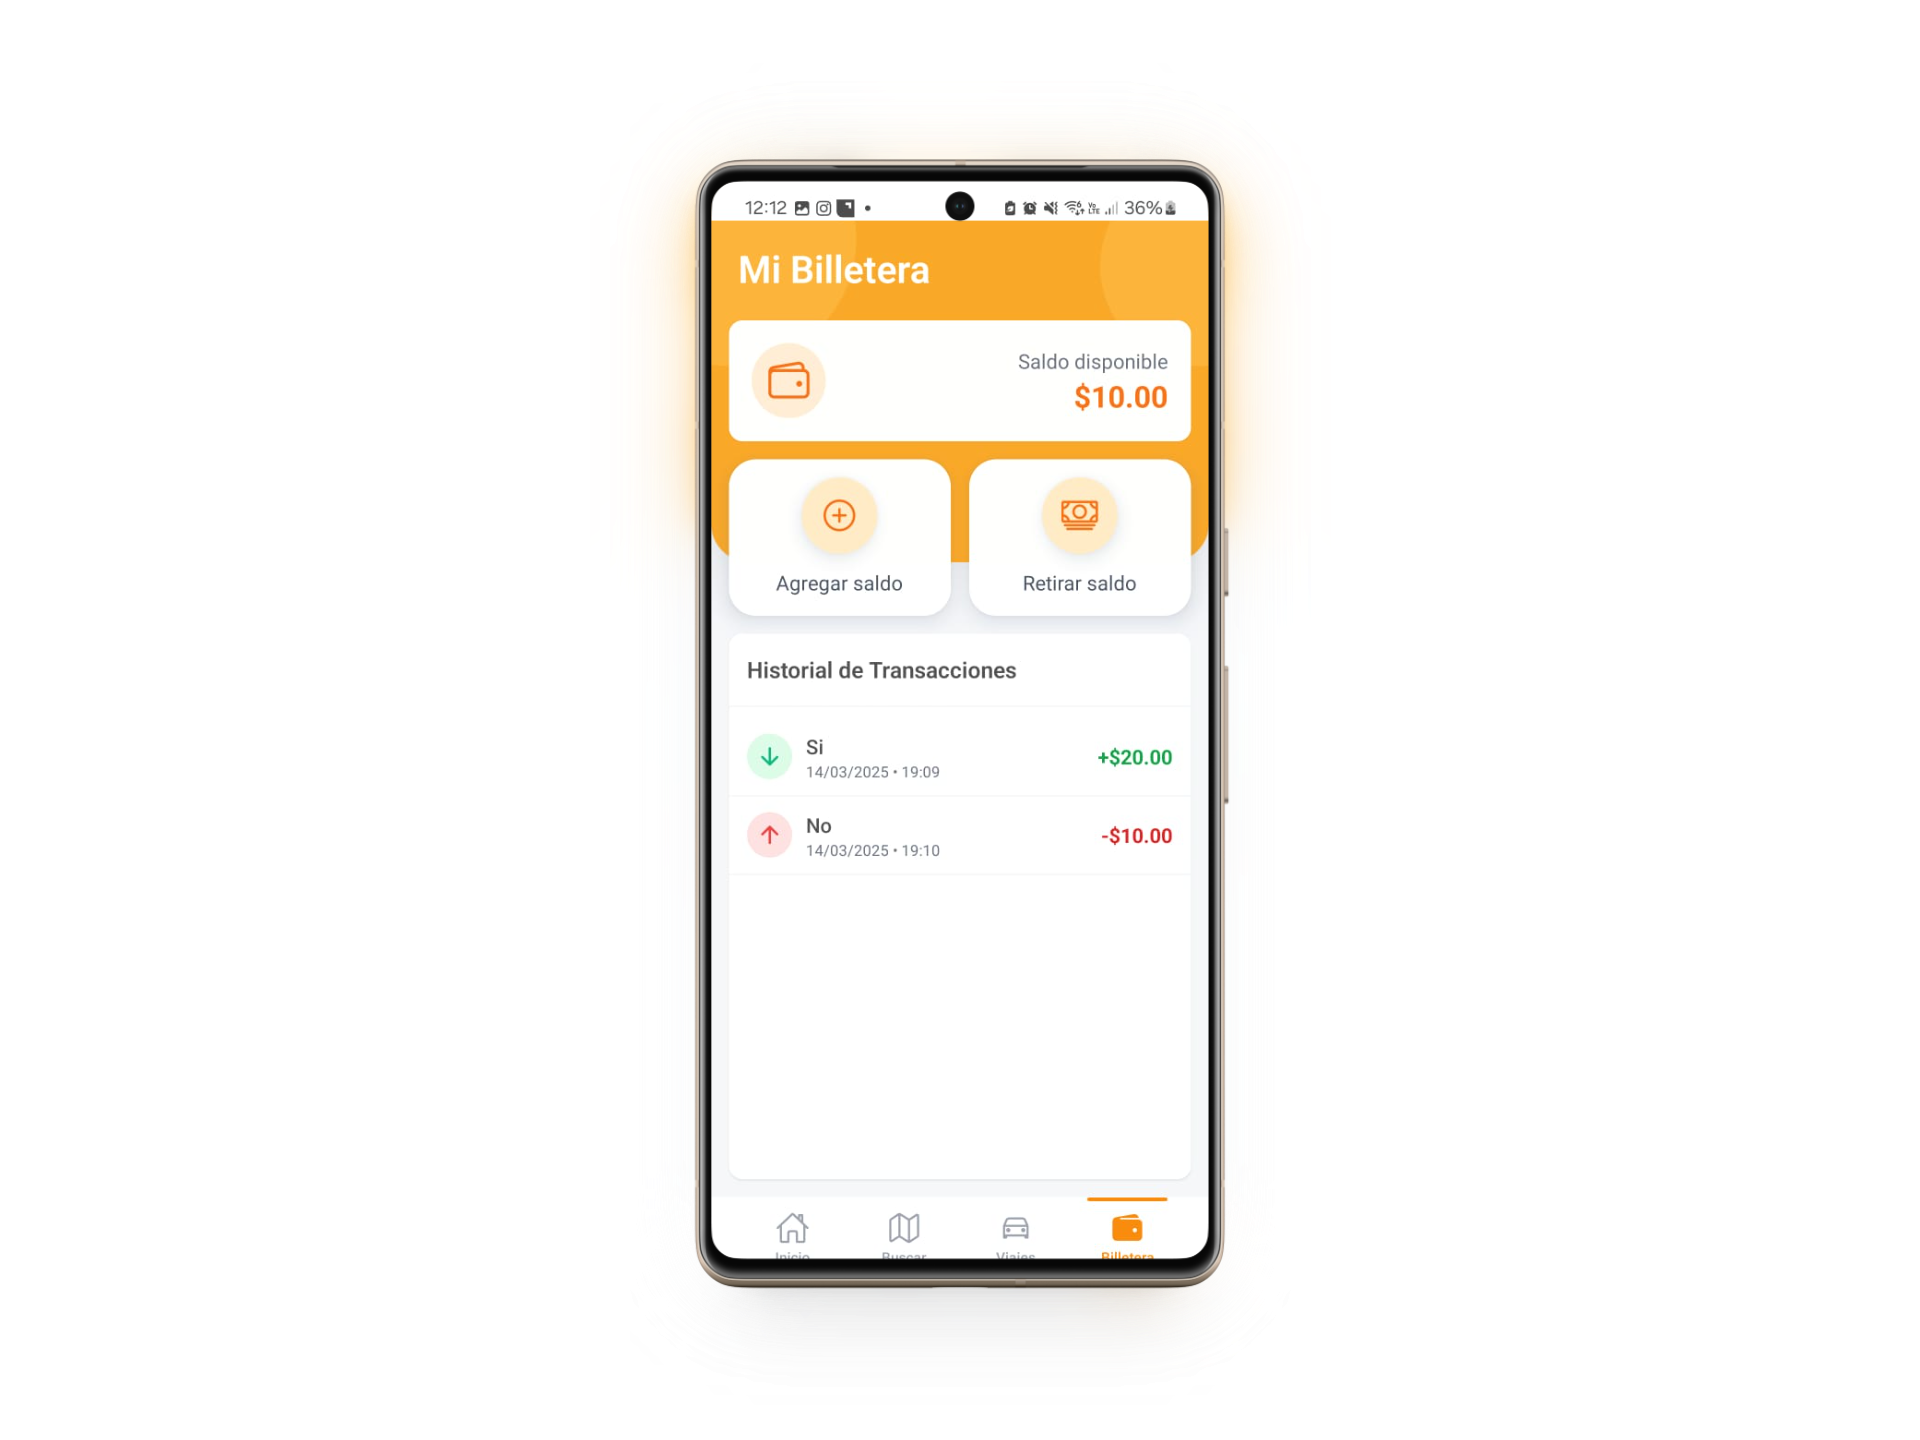 12:12 36%
Mi Billetera
Saldo disponible
$10.00
Agregar saldo Retirar saldo
Historial de Transacciones
Si
14/03/2025 • 19:09
+$20.00
No
14/03/2025 • 19:10
-$10.00
Inicio Buscar Viajes Billetera